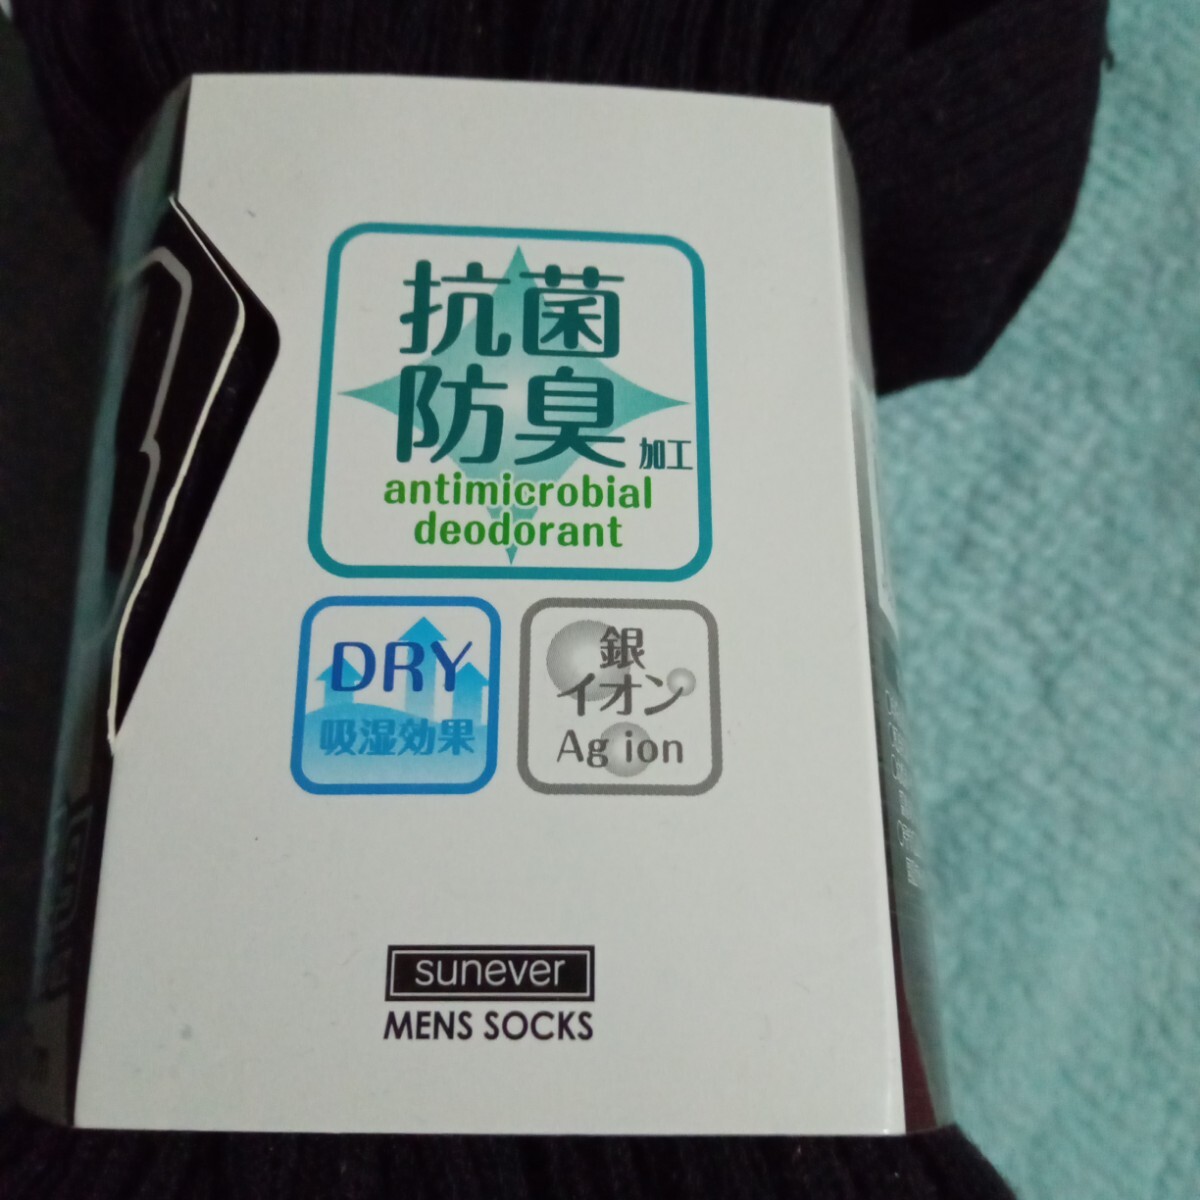 抗菌
防臭加工
antimicrobial
deodorant
DRY
吸湿効果
銀
イオン
Ag ion
sunever
MENS SOCKS